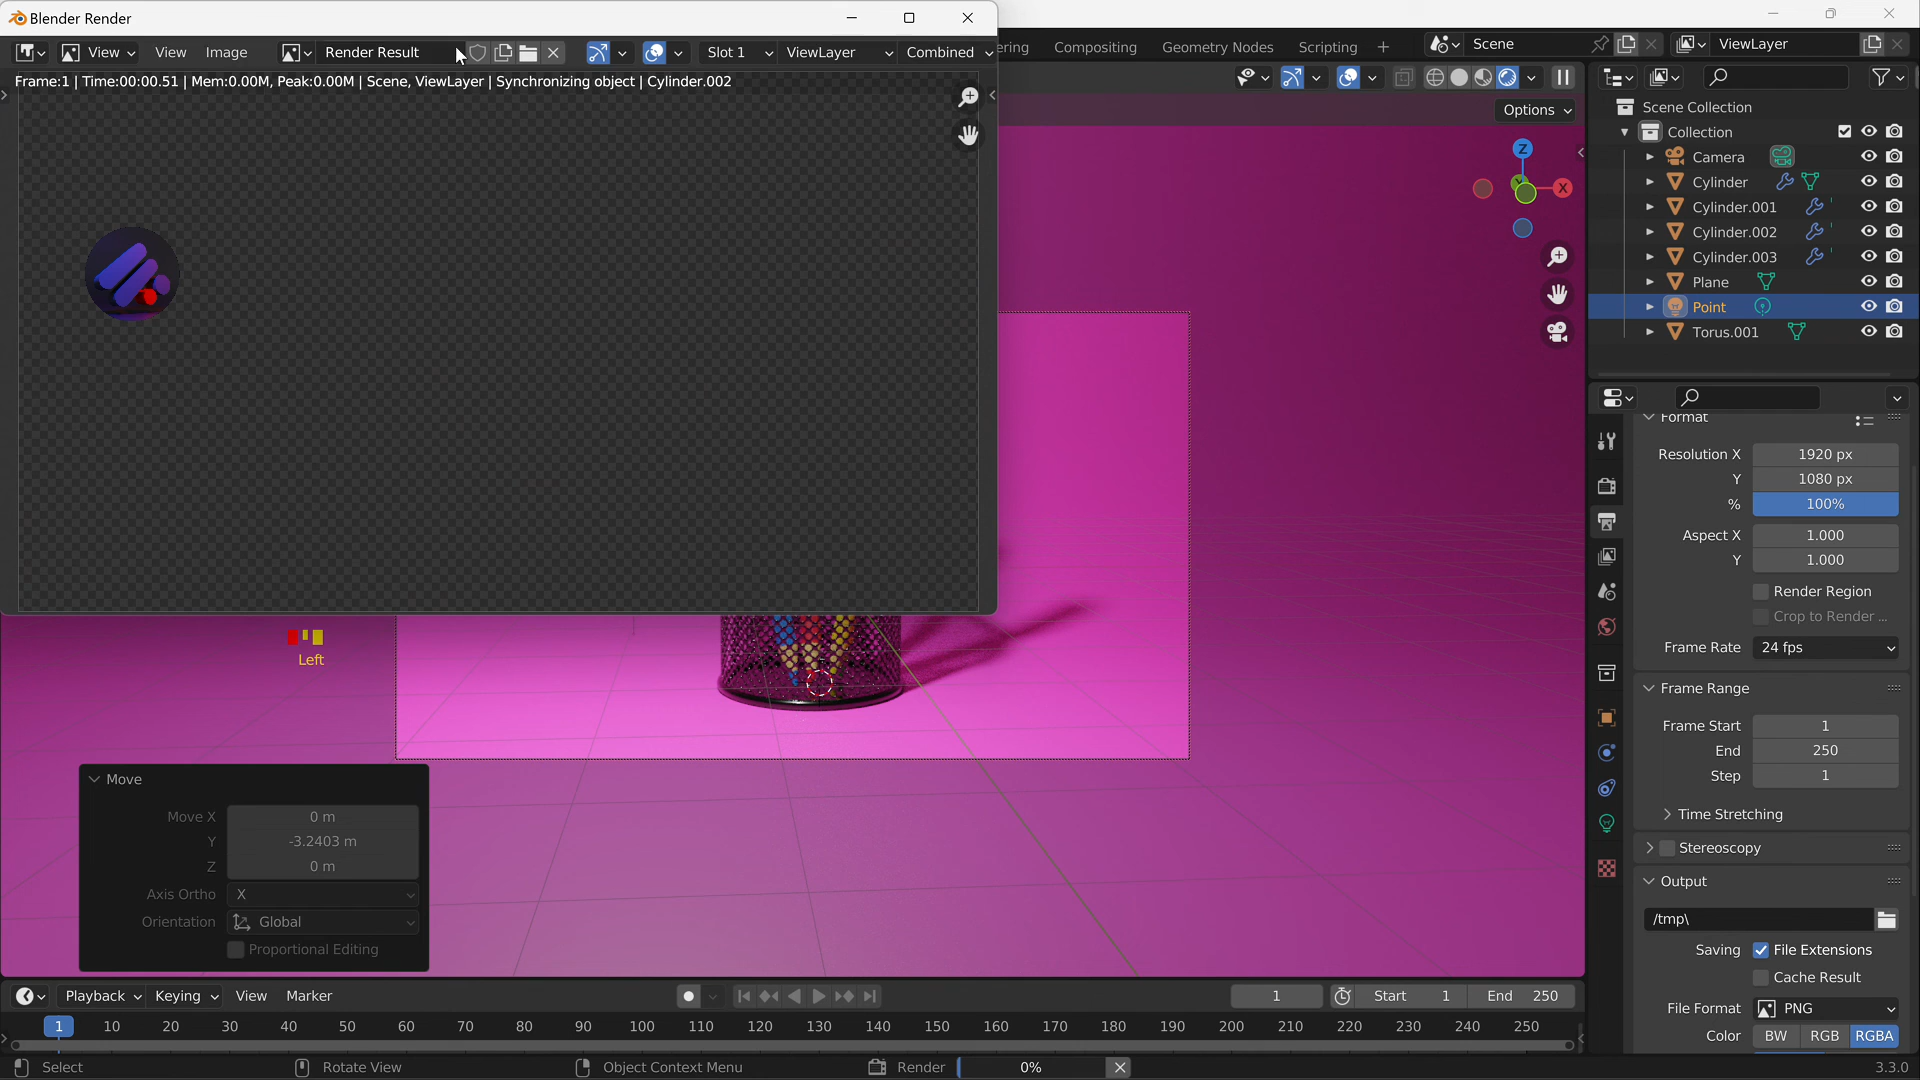 Blender Render
View
View
Image
Render Result
Slot 1
ViewLayer
Combined
Frame:1 | Time:00:00.51 | Mem:0.00M, Peak:0.00M | Scene, ViewLayer | Synchronizing object | Cylinder.002
Compositing
Geometry Nodes
Scripting
Scene
ViewLayer
Options
Z
X
Scene Collection
Collection
Camera
Cylinder
Cylinder.001
Cylinder.002
Cylinder.003
Plane
Point
Torus.001
Format
Resolution X 1920 px
Y 1080 px
% 100%
Aspect X 1.000
Y 1.000
Render Region
Crop to Render ...
Frame Rate 24 fps
Frame Range
Frame Start 1
End 250
Step 1
Time Stretching
Stereoscopy
Output
/tmp\
Saving File Extensions
Cache Result
File Format PNG
Color BW RGB RGBA
Left
Move
Move X 0 m
Y -3.2403 m
Z 0 m
Axis Ortho X
Orientation Global
Proportional Editing
Playback Keying View Marker
1 Start 1 End 250
1 10 20 30 40 50 60 70 80 90 100 110 120 130 140 150 160 170 180 190 200 210 220 230 240 250
Select Rotate View Object Context Menu Render 0% 3.3.0